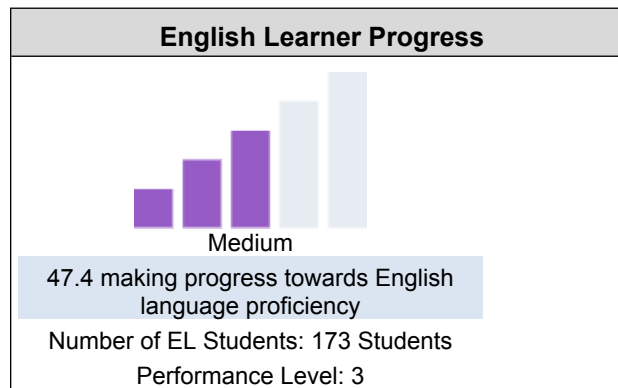 English Learner Progress
Medium
47.4 making progress towards English
language proficiency
Number of EL Students: 173 Students
Performance Level: 3